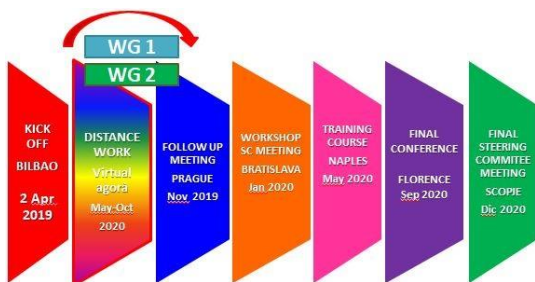 WG 1
WG 2
KICK
OFF
BILBAO
2 Apr
2019
DISTANCE
WORK
Virtual
agora
May-Oct
2020
FOLLOW UP
MEETING
PRAGUE
Nov 2019
WORKSHOP
SC MEETING
BRATISLAVA
Jan 2020
TRAINING
COURSE
NAPLES
May 2020
FINAL
CONFERENCE
FLORENCE
Sep 2020
FINAL
STEERING
COMMITEE
MEETING
SCOPJE
Dic 2020